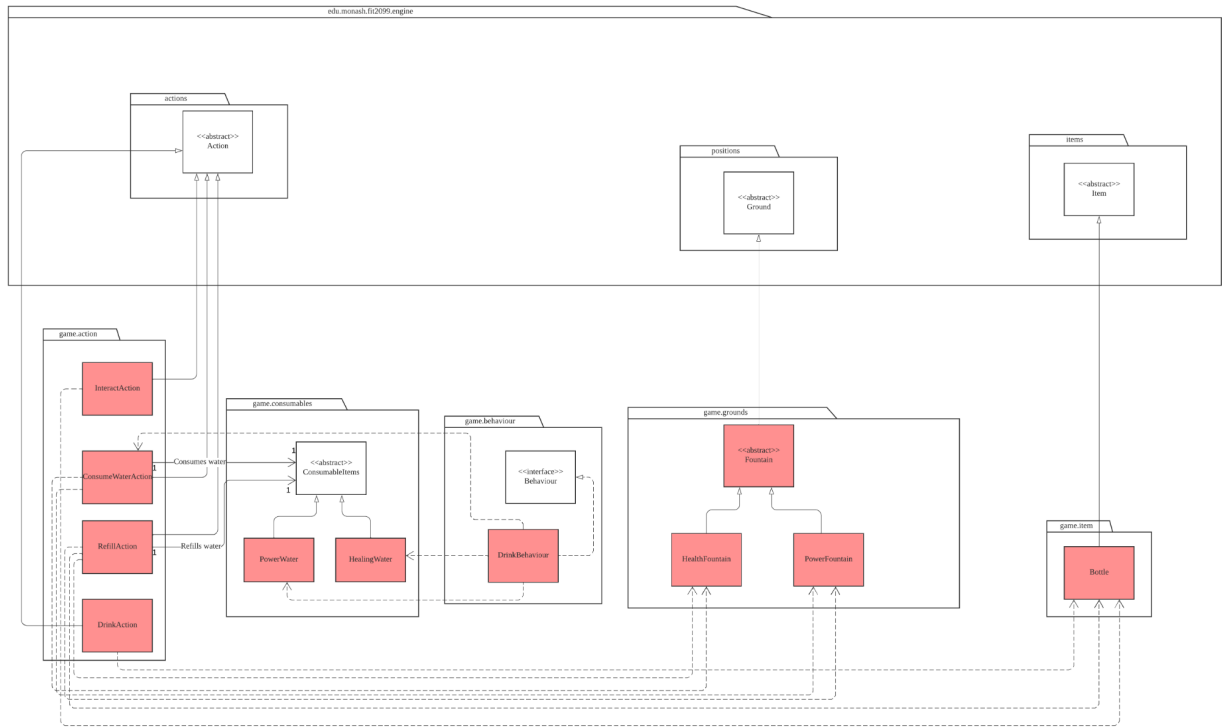 edu.monash.fit2099.engine
actions
<<abstract>>
Action
positions
<<abstract>>
Ground
items
<<abstract>>
Item
game.action
InteractAction
ConsumeWaterAction
1
Consumes water
RefillAction
1
Refills water
DrinkAction
game.consumables
1
<<abstract>>
ConsumableItems
1
PowerWater
HealingWater
game.behaviour
<<interface>>
Behaviour
DrinkBehaviour
game.grounds
<<abstract>>
Fountain
HealthFountain
PowerFountain
game.item
Bottle